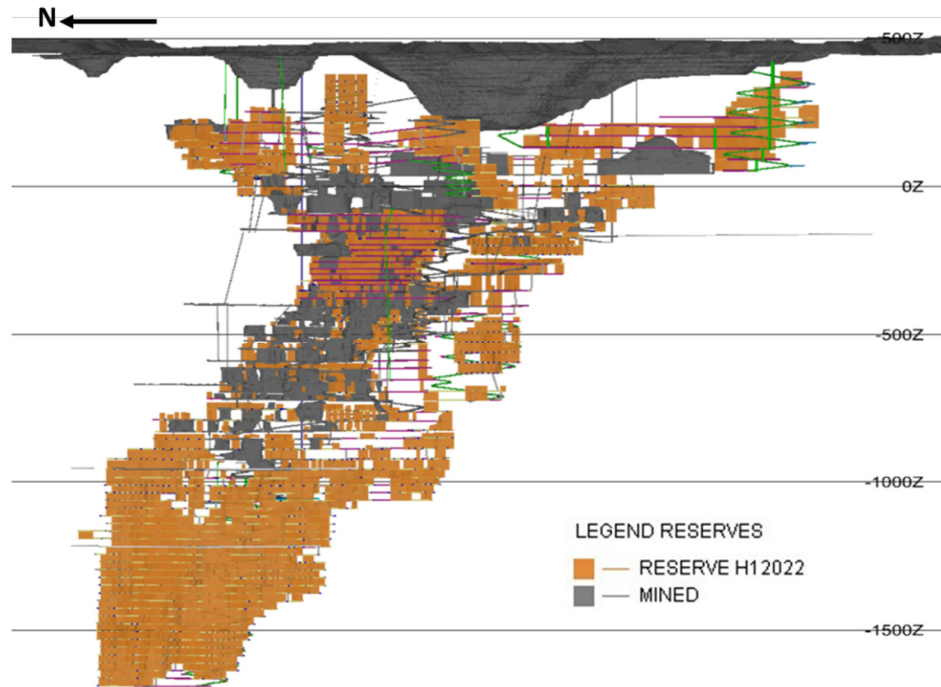 N
500Z
0Z
-500Z
-1000Z
LEGEND RESERVES
RESERVE H12022
MINED
-1500Z